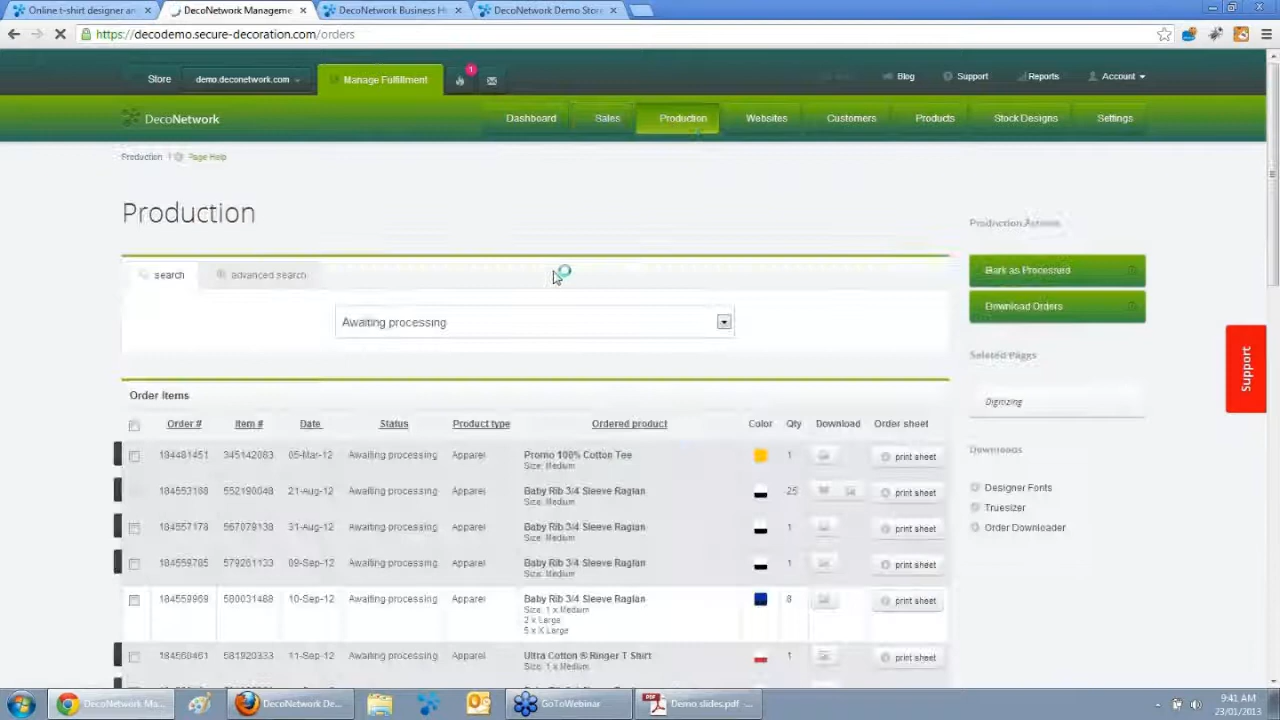 Online t-shirt designer an
DecoNetwork Managem
DecoNetwork Business H
DecoNetwork Demo Stor
https://decodemo.secure-decoration.com/orders
Store
demo.deconetwork.com
Manage Fulfillment
1
Blog
Support
Reports
Account
DecoNetwork
Dashboard
Sales
Production
Websites
Customers
Products
Stock Designs
Settings
Production
Page Help
Production
Production Actions
search
advanced search
Mark as Processed
Awaiting processing
Download Orders
Support
Related Pages
Digitizing
Order Items
Order # Item # Date Status Product type Ordered product Color Qty Download Order sheet
184481451 345142083 05-Mar-12 Awaiting processing Apparel Promo 100% Cotton Tee 1 print sheet
Size: Medium
Downloads
Designer Fonts
Truesizer
Order Downloader
184553180 552190048 21-Aug-12 Awaiting processing Apparel Baby Rib 3/4 Sleeve Raglan 25 print sheet
Size: Medium
184557178 567079138 31-Aug-12 Awaiting processing Apparel Baby Rib 3/4 Sleeve Raglan 1 print sheet
Size: Medium
184559785 579261133 09-Sep-12 Awaiting processing Apparel Baby Rib 3/4 Sleeve Raglan 1 print sheet
Size: Medium
184559869 580031488 10-Sep-12 Awaiting processing Apparel Baby Rib 3/4 Sleeve Raglan 8 print sheet
Size: 1 x Medium
2 x Large
5 x X Large
184560461 581920333 11-Sep-12 Awaiting processing Apparel Ultra Cotton ® Ringer T Shirt 1 print sheet
Size: 1 x Medium
DecoNetwork Ma...
DecoNetwork De...
GoToWebinar
Demo slides.pdf ...
9:41 AM
23/01/2013